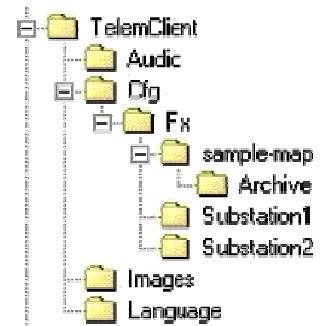 TelemClient
Audio
Cfg
Fx
sample-map
Archive
Substation1
Substation2
Images
Language